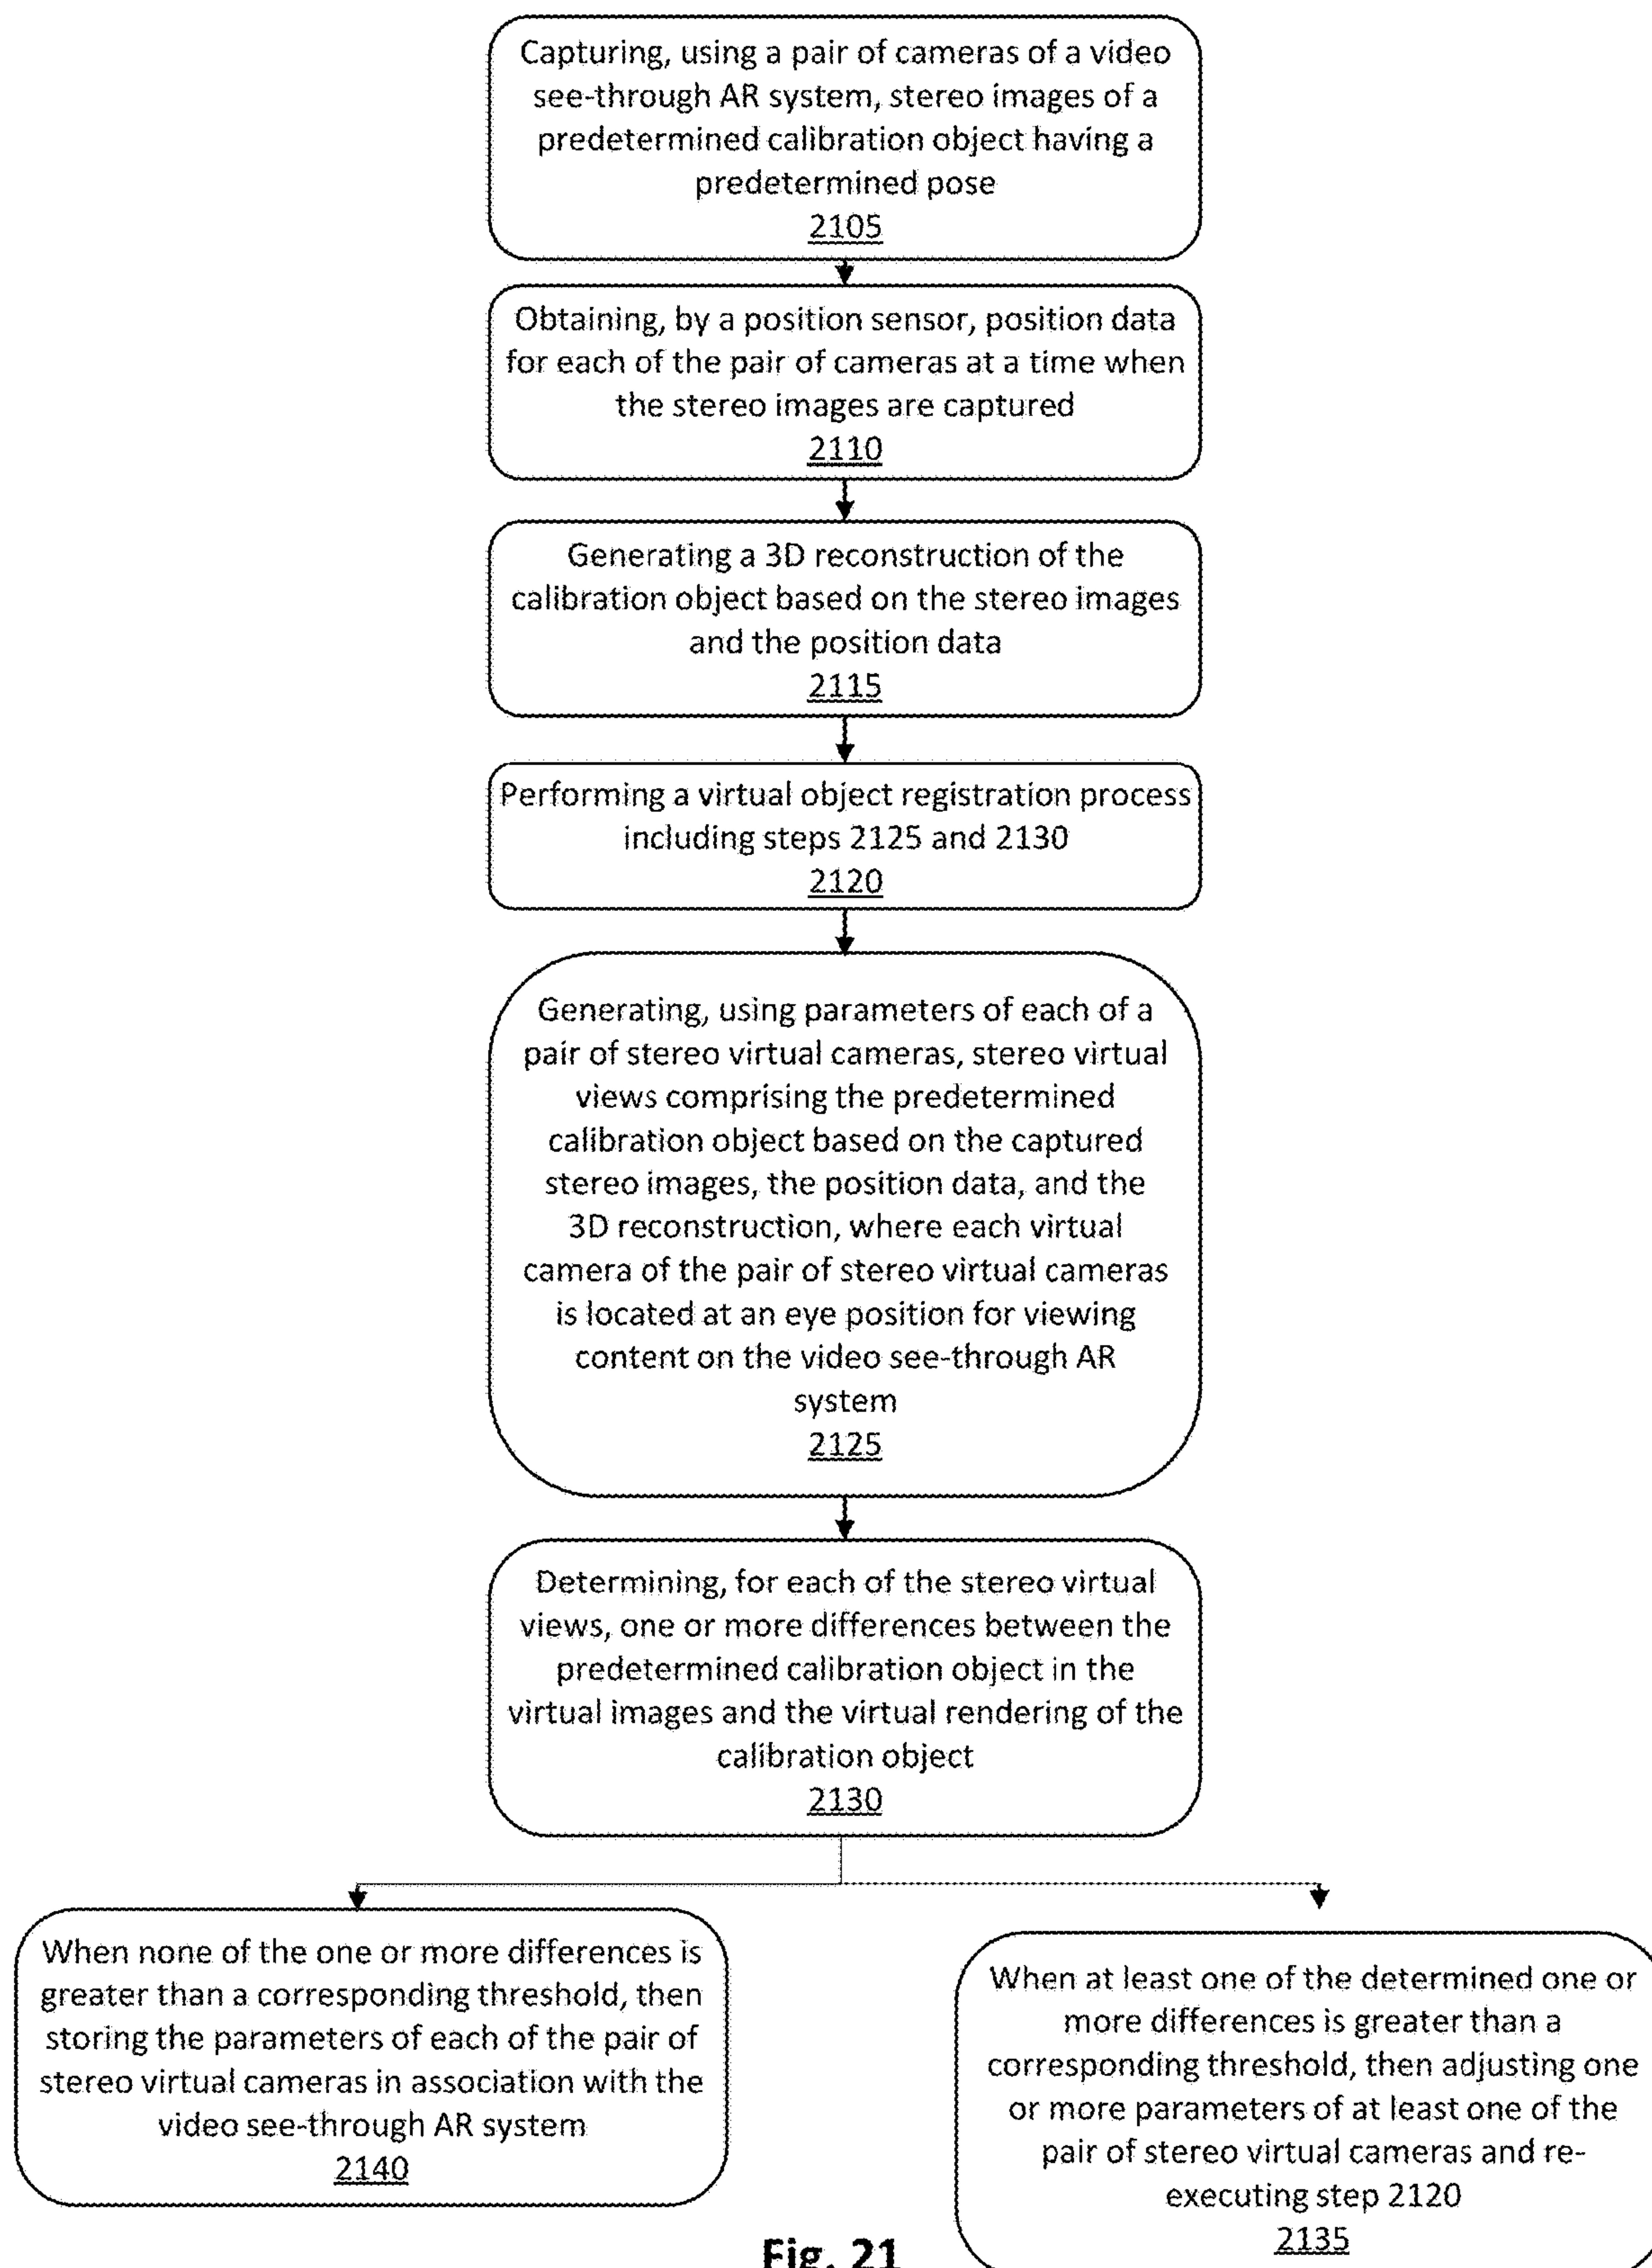 Capturing, using a pair of cameras of a video
see-through AR system, stereo images of a
predetermined calibration object having a
predetermined pose
2105
Obtaining, by a position sensor, position data
for each of the pair of cameras at a time when
the stereo images are captured
2110
Generating a 3D reconstruction of the
calibration object based on the stereo images
and the position data
2115
Performing a virtual object registration process
including steps 2125 and 2130
2120
Generating, using parameters of each of a
pair of stereo virtual cameras, stereo virtual
views comprising the predetermined
calibration object based on the captured
stereo images, the position data, and the
3D reconstruction, where each virtual
camera of the pair of stereo virtual cameras
is located at an eye position for viewing
content on the video see-through AR
system
2125
Determining, for each of the stereo virtual
views, one or more differences between the
predetermined calibration object in the
virtual images and the virtual rendering of the
calibration object
2130
When none of the one or more differences is
greater than a corresponding threshold, then
storing the parameters of each of the pair of
stereo virtual cameras in association with the
video see-through AR system
2140
When at least one of the determined one or
more differences is greater than a
corresponding threshold, then adjusting one
or more parameters of at least one of the
pair of stereo virtual cameras and re-
executing step 2120
2135
Fig. 21